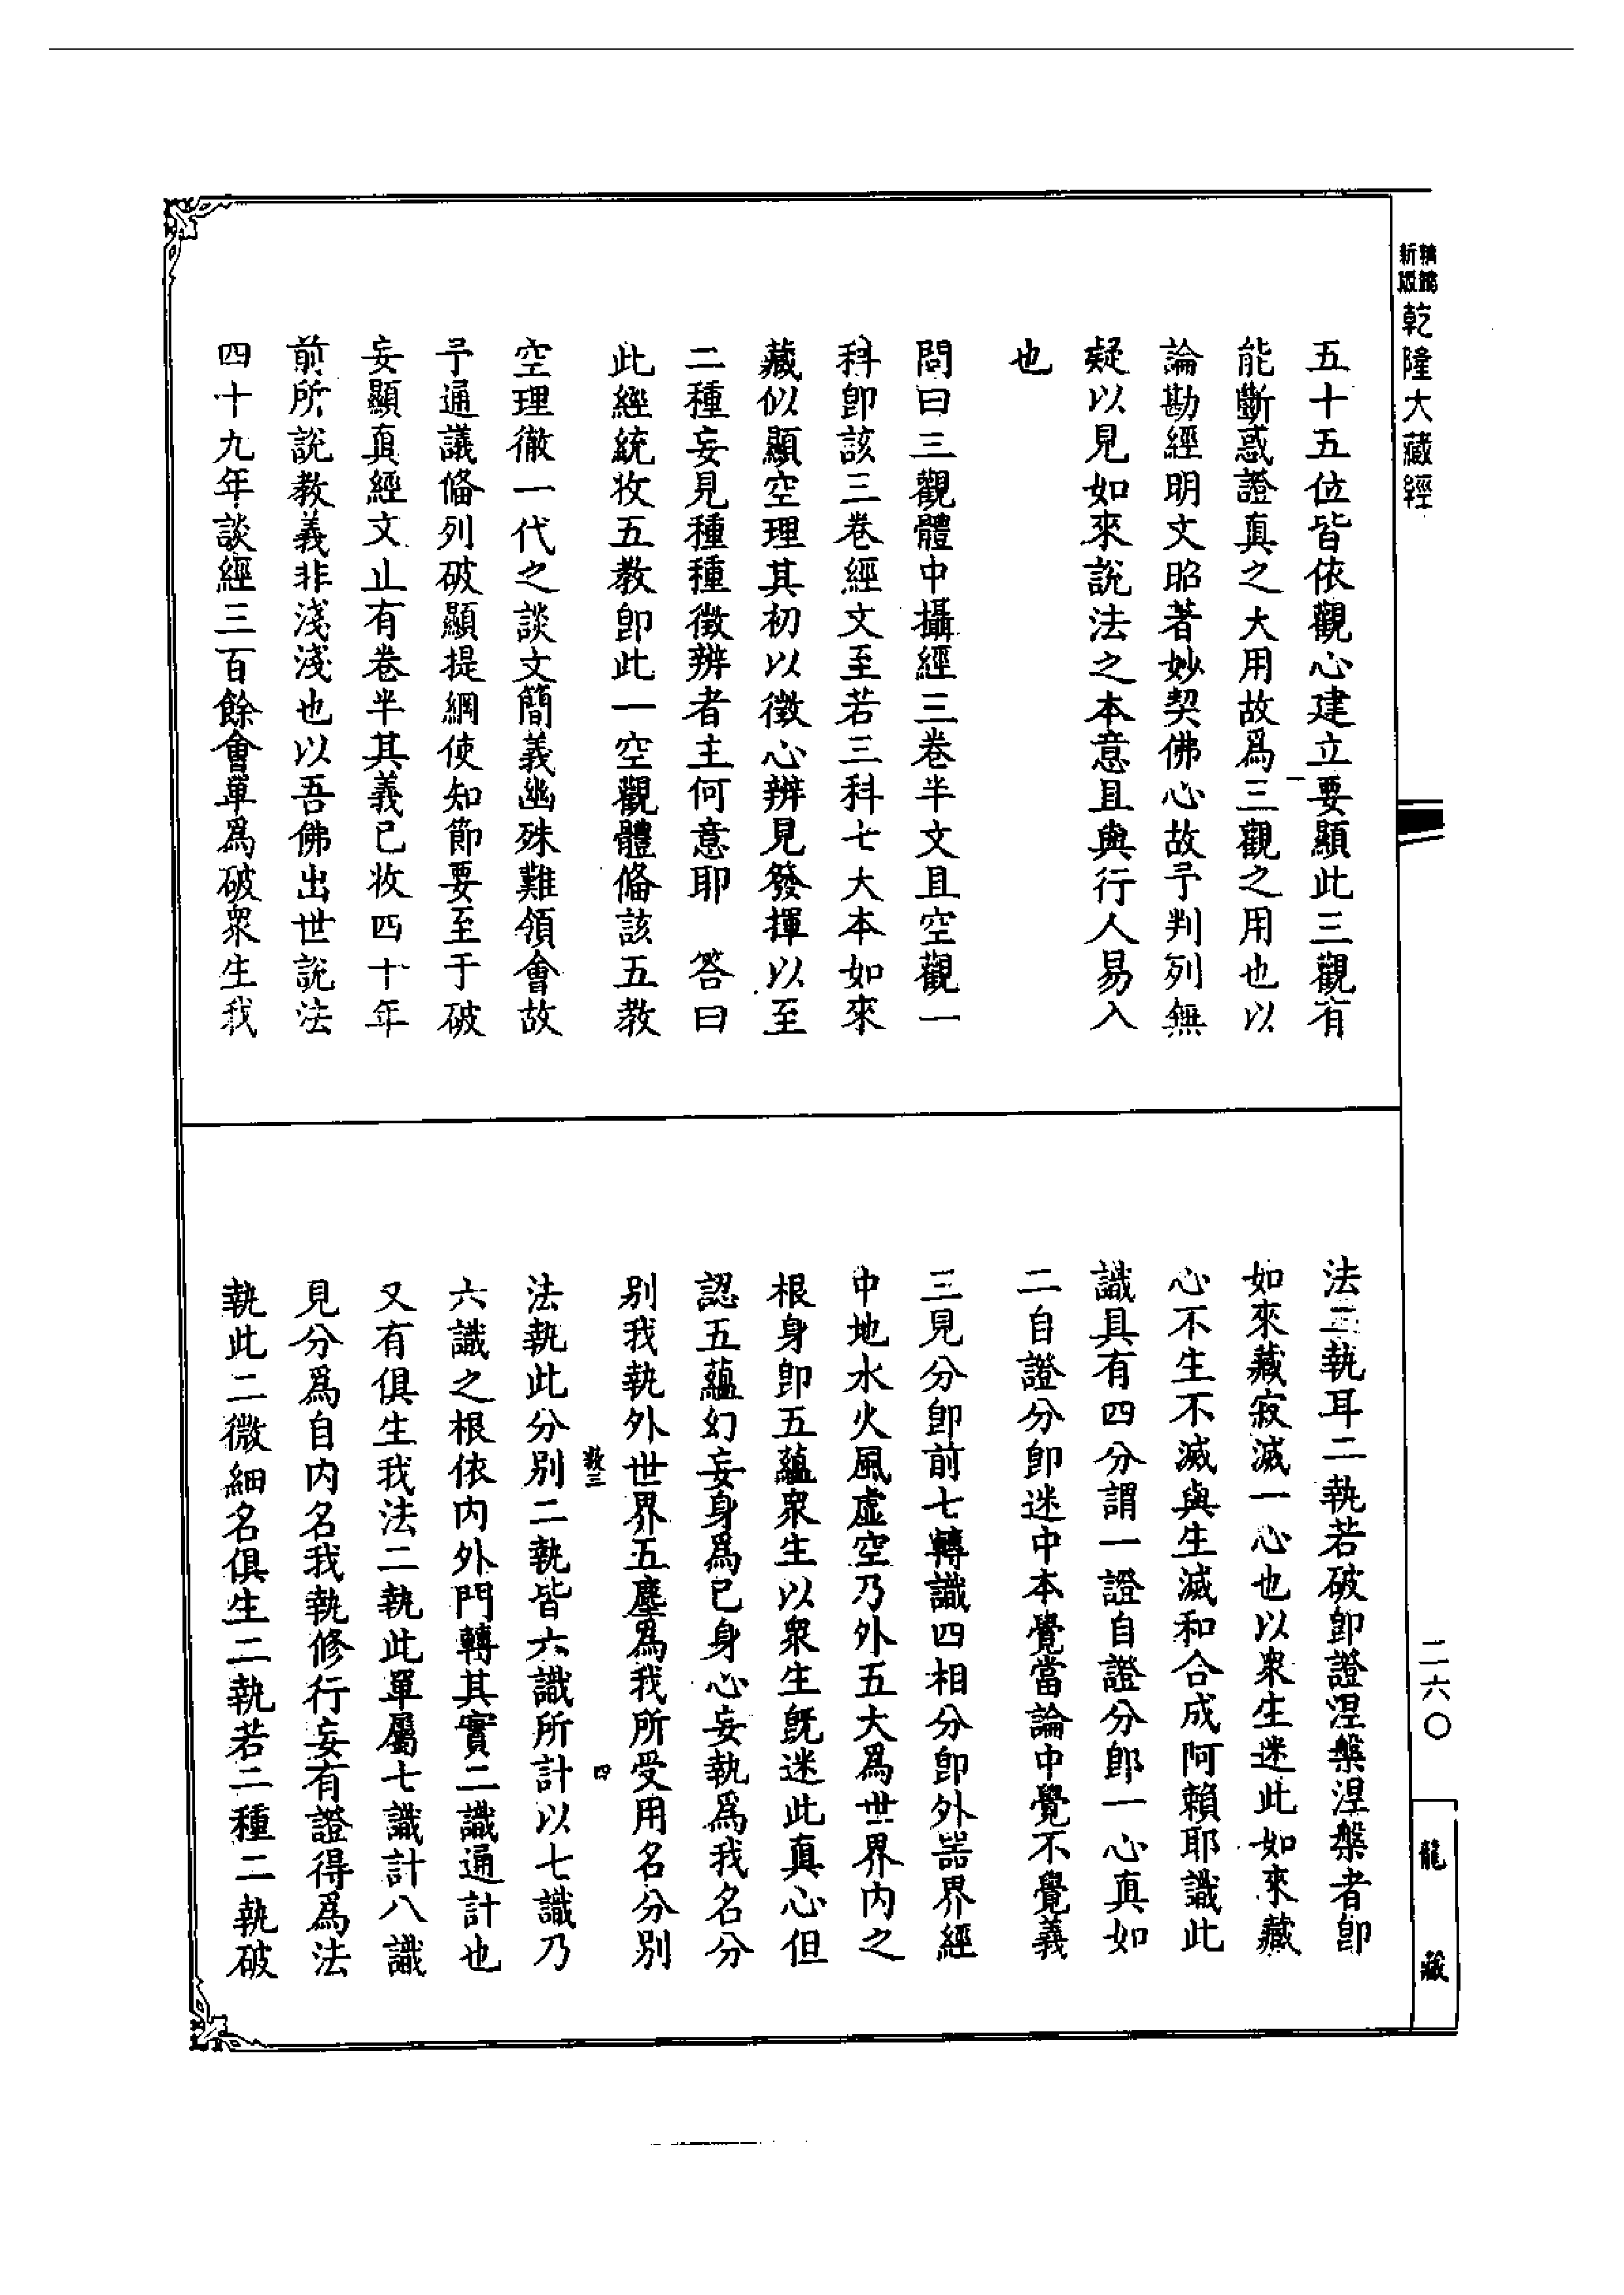 新版精縮
乾隆大藏經
五十五位皆依觀心建立要顯此三觀有
能斷惑證真之大用故爲三觀之用也以
論勘經明文昭著妙契佛心故予判列無
疑以見如來說法之本意且與行人易入
也
問曰三觀體中攝經三卷半文且空觀一
科卽該三卷經文至若三科七大本如來
藏似顯空理其初以徵心辨見發揮以至
二種妄見種種徵辨者主何意耶　答曰
此經統收五教卽此一空觀體備該五教
空理徹一代之談文簡義幽殊難領會故
予通議備列破顯提綱使知節要至于破
妄顯真經文止有卷半其義已收四十年
前所說教義非淺淺也以吾佛出世說法
四十九年談經三百餘會單爲破衆生我
法二執耳二執若破卽證涅槃涅槃者卽
如來藏寂滅一心也以衆生迷此如來藏
心不生不滅與生滅和合成阿賴耶識此
識具有四分謂一證自證分卽一心真如
二自證分卽迷中本覺當論中覺不覺義
三見分卽前七轉識四相分卽外噐界經
中地水火風虛空乃外五大爲世界內之
根身卽五蘊衆生以衆生旣迷此真心但
認五蘊幻妄身爲已身心妄執爲我名分
別我執外世界五塵爲我所受用名分別
教三
四
法執此分別二執皆六識所計以七識乃
六識之根依內外門轉其實二識通計也
又有俱生我法二執此單屬七識計八識
見分爲自內名我執修行妄有證得爲法
執此二微細名俱生二執若二種二執破
二六〇
龍藏